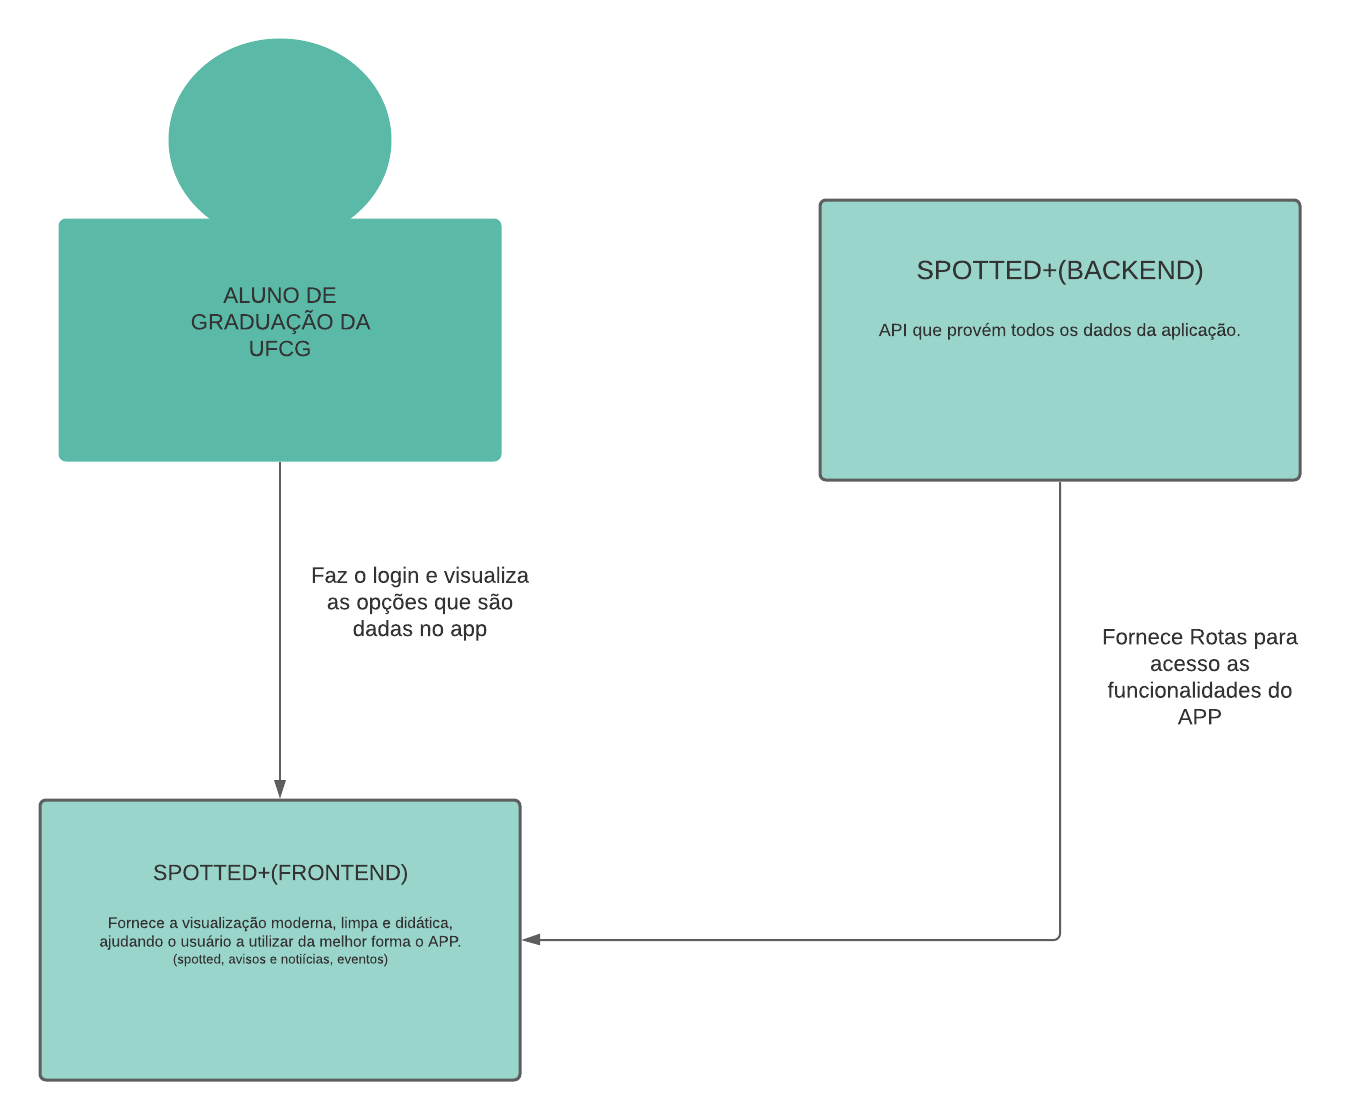 ALUNO DE
GRADUAÇÃO DA
UFCG
SPOTTED+(BACKEND)
API que provém todos os dados da aplicação.
Faz o login e visualiza
as opções que são
dadas no app
Fornece Rotas para
acesso as
funcionalidades do
APP
SPOTTED+(FRONTEND)
Fornece a visualização moderna, limpa e didática,
ajudando o usuário a utilizar da melhor forma o APP.
(spotted, avisos e notiícias, eventos)